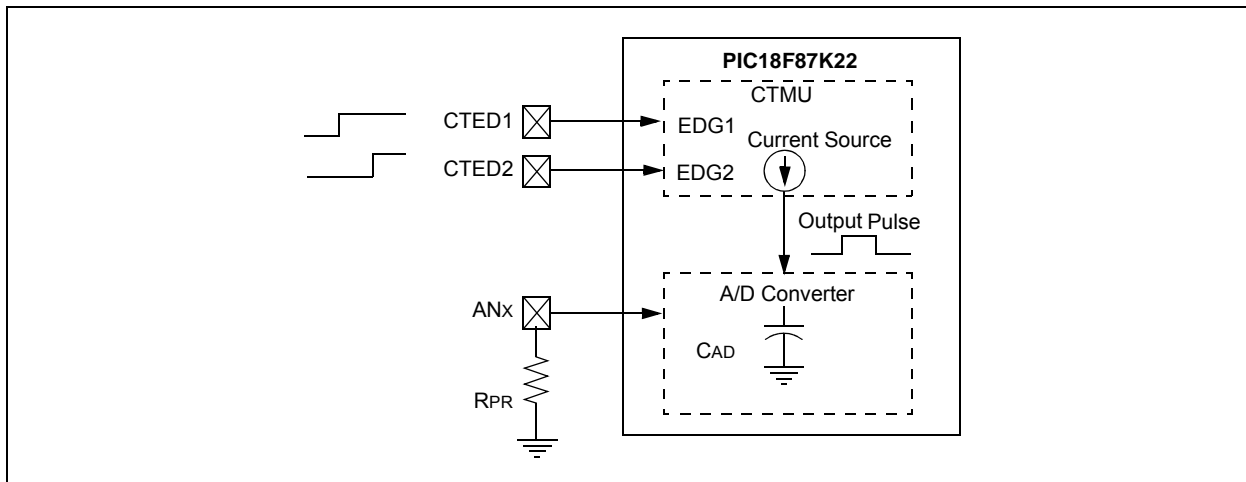 PIC18F87K22
CTMU
CTED1
EDG1
Current Source
CTED2
EDG2
Output Pulse
A/D Converter
ANX
CAD
RPR